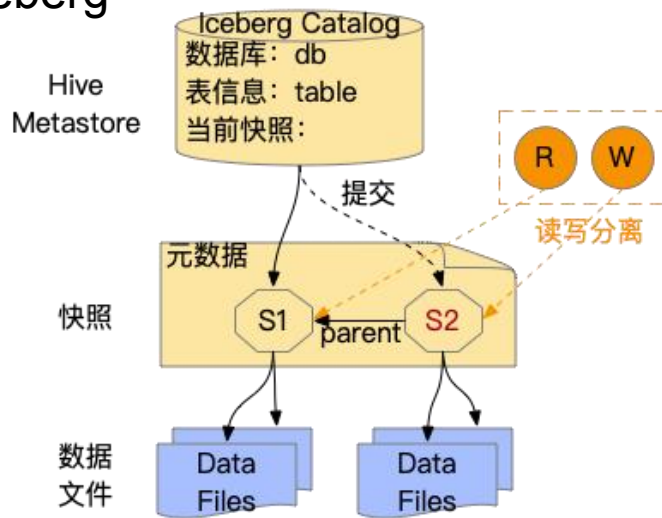 eberg
Iceberg Catalog
数据库：db
表信息：table
当前快照：
Hive
Metastore
R
W
提交
读写分离
元数据
快照
S1
parent
S2
数据
文件
Data
Files
Data
Files